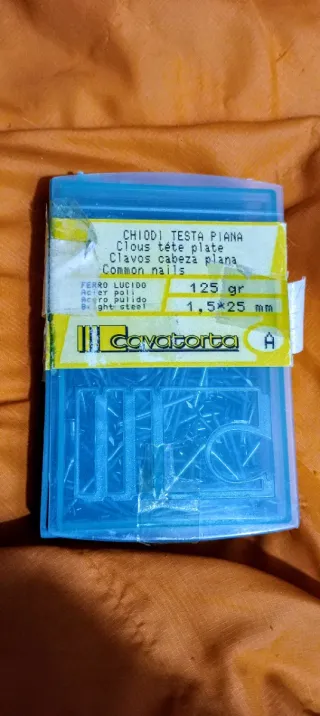 CHIODI TESTA PIANA
Clous téte plate
Clavos cabeza plana
Common nails
FERRO LUCIDO
Acier poli
Acero pulido
Bright steel
125 gr
1,5*25 mm
cavatorta
A